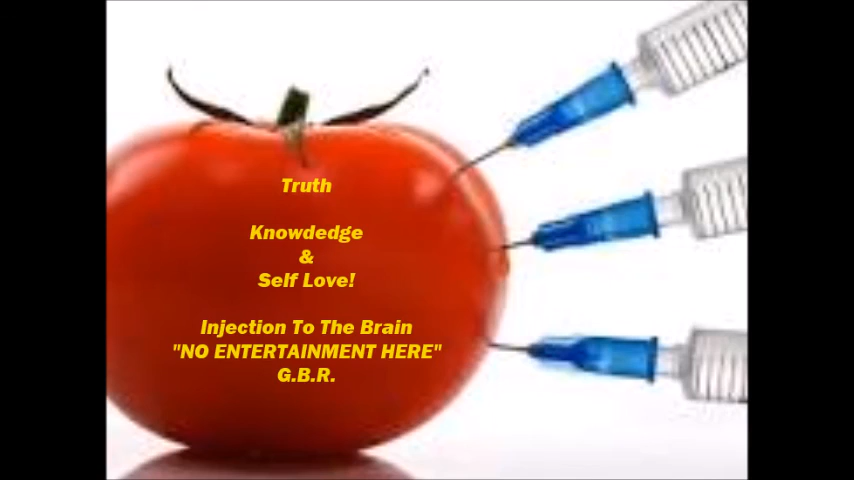 Truth
Knowdedge
&
Self Love!
Injection To The Brain
"NO ENTERTAINMENT HERE"
G.B.R.